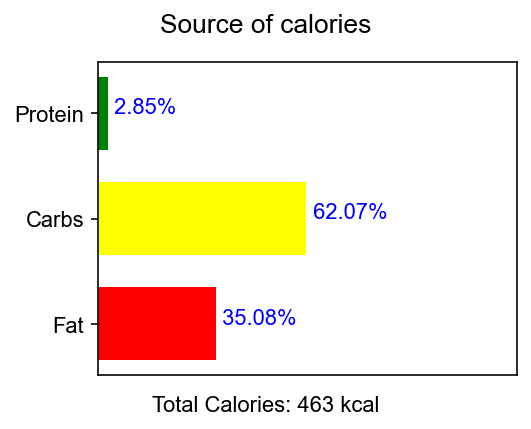 Source of calories
Protein
2.85%
Carbs
62.07%
Fat
35.08%
Total Calories: 463 kcal